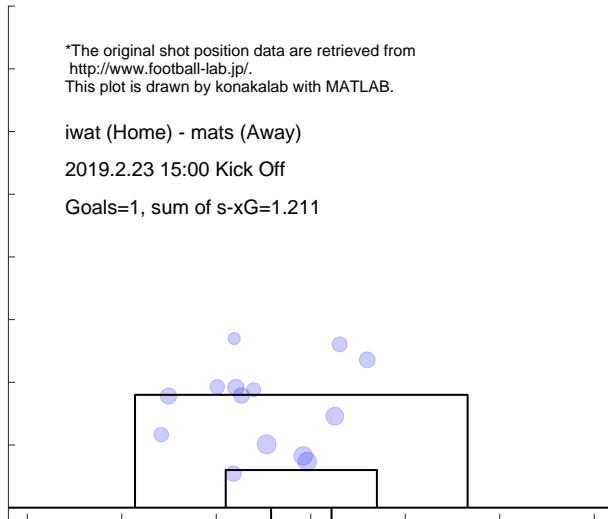 *The original shot position data are retrieved from
http://www.football-lab.jp/.
This plot is drawn by konakalab with MATLAB.
iwat (Home) - mats (Away)
2019.2.23 15:00 Kick Off
Goals=1, sum of s-xG=1.211